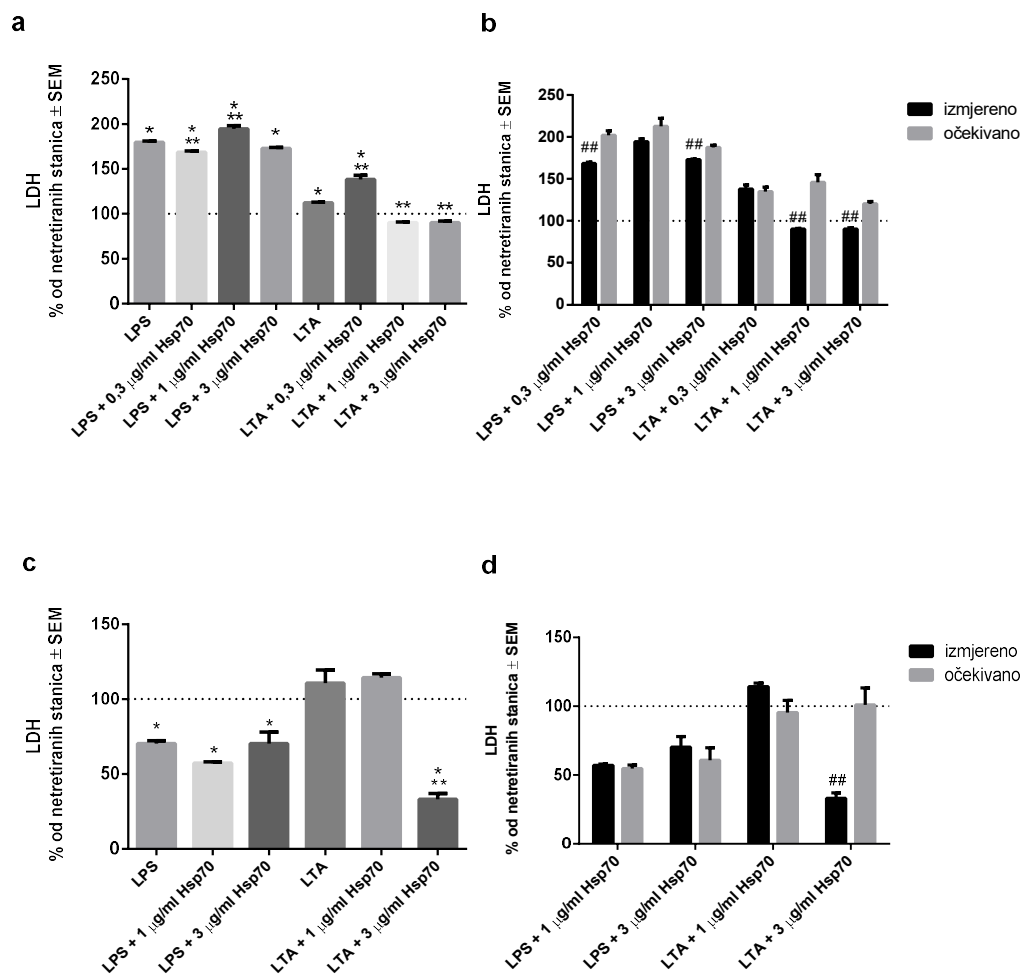 a
LDH
% od netretiranih stanica ± SEM
250
200
150
100
50
0
*
*
**
*
**
*
*
*
**
**
**
LPS
LPS + 0,3 µg/ml Hsp70
LPS + 1 µg/ml Hsp70
LPS + 3 µg/ml Hsp70
LTA
LTA + 0,3 µg/ml Hsp70
LTA + 1 µg/ml Hsp70
LTA + 3 µg/ml Hsp70
b
LDH
% od netretiranih stanica ± SEM
250
200
150
100
50
0
##
##
##
##
izmjereno
očekivano
LPS + 0,3 µg/ml Hsp70
LPS + 1 µg/ml Hsp70
LPS + 3 µg/ml Hsp70
LTA + 0,3 µg/ml Hsp70
LTA + 1 µg/ml Hsp70
LTA + 3 µg/ml Hsp70
c
LDH
% od netretiranih stanica ± SEM
150
100
50
0
*
*
*
*
**
LPS
LPS + 1 µg/ml Hsp70
LPS + 3 µg/ml Hsp70
LTA
LTA + 1 µg/ml Hsp70
LTA + 3 µg/ml Hsp70
d
LDH
% od netretiranih stanica ± SEM
150
100
50
0
##
izmjereno
očekivano
LPS + 1 µg/ml Hsp70
LPS + 3 µg/ml Hsp70
LTA + 1 µg/ml Hsp70
LTA + 3 µg/ml Hsp70